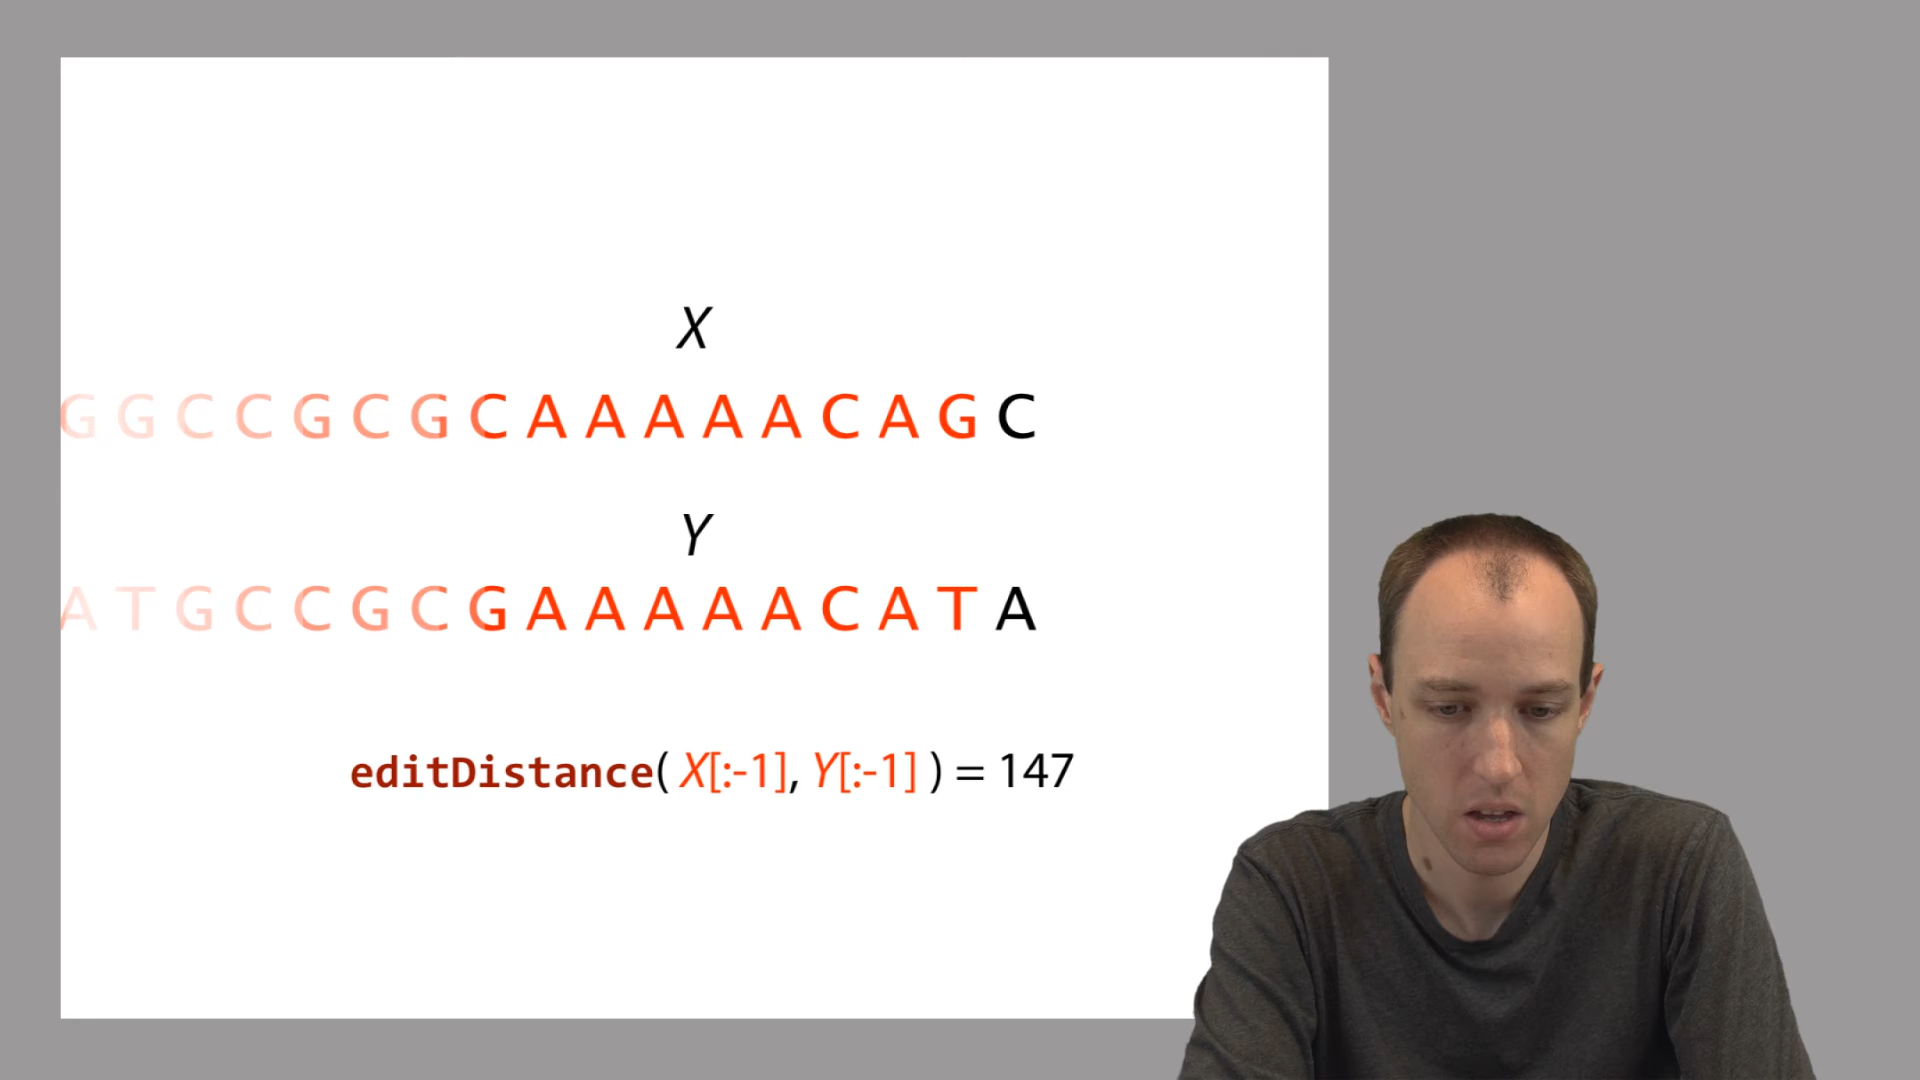 X
G G C C G C G C A A A A A C A G C
Y
A T G C C G C G A A A A A C A T A
editDistance( X[:-1], Y[:-1] ) = 147